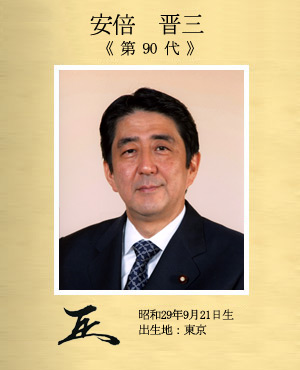 安倍　晋三
《 第 90 代 》
昭和29年9月21日生
出生地：東京